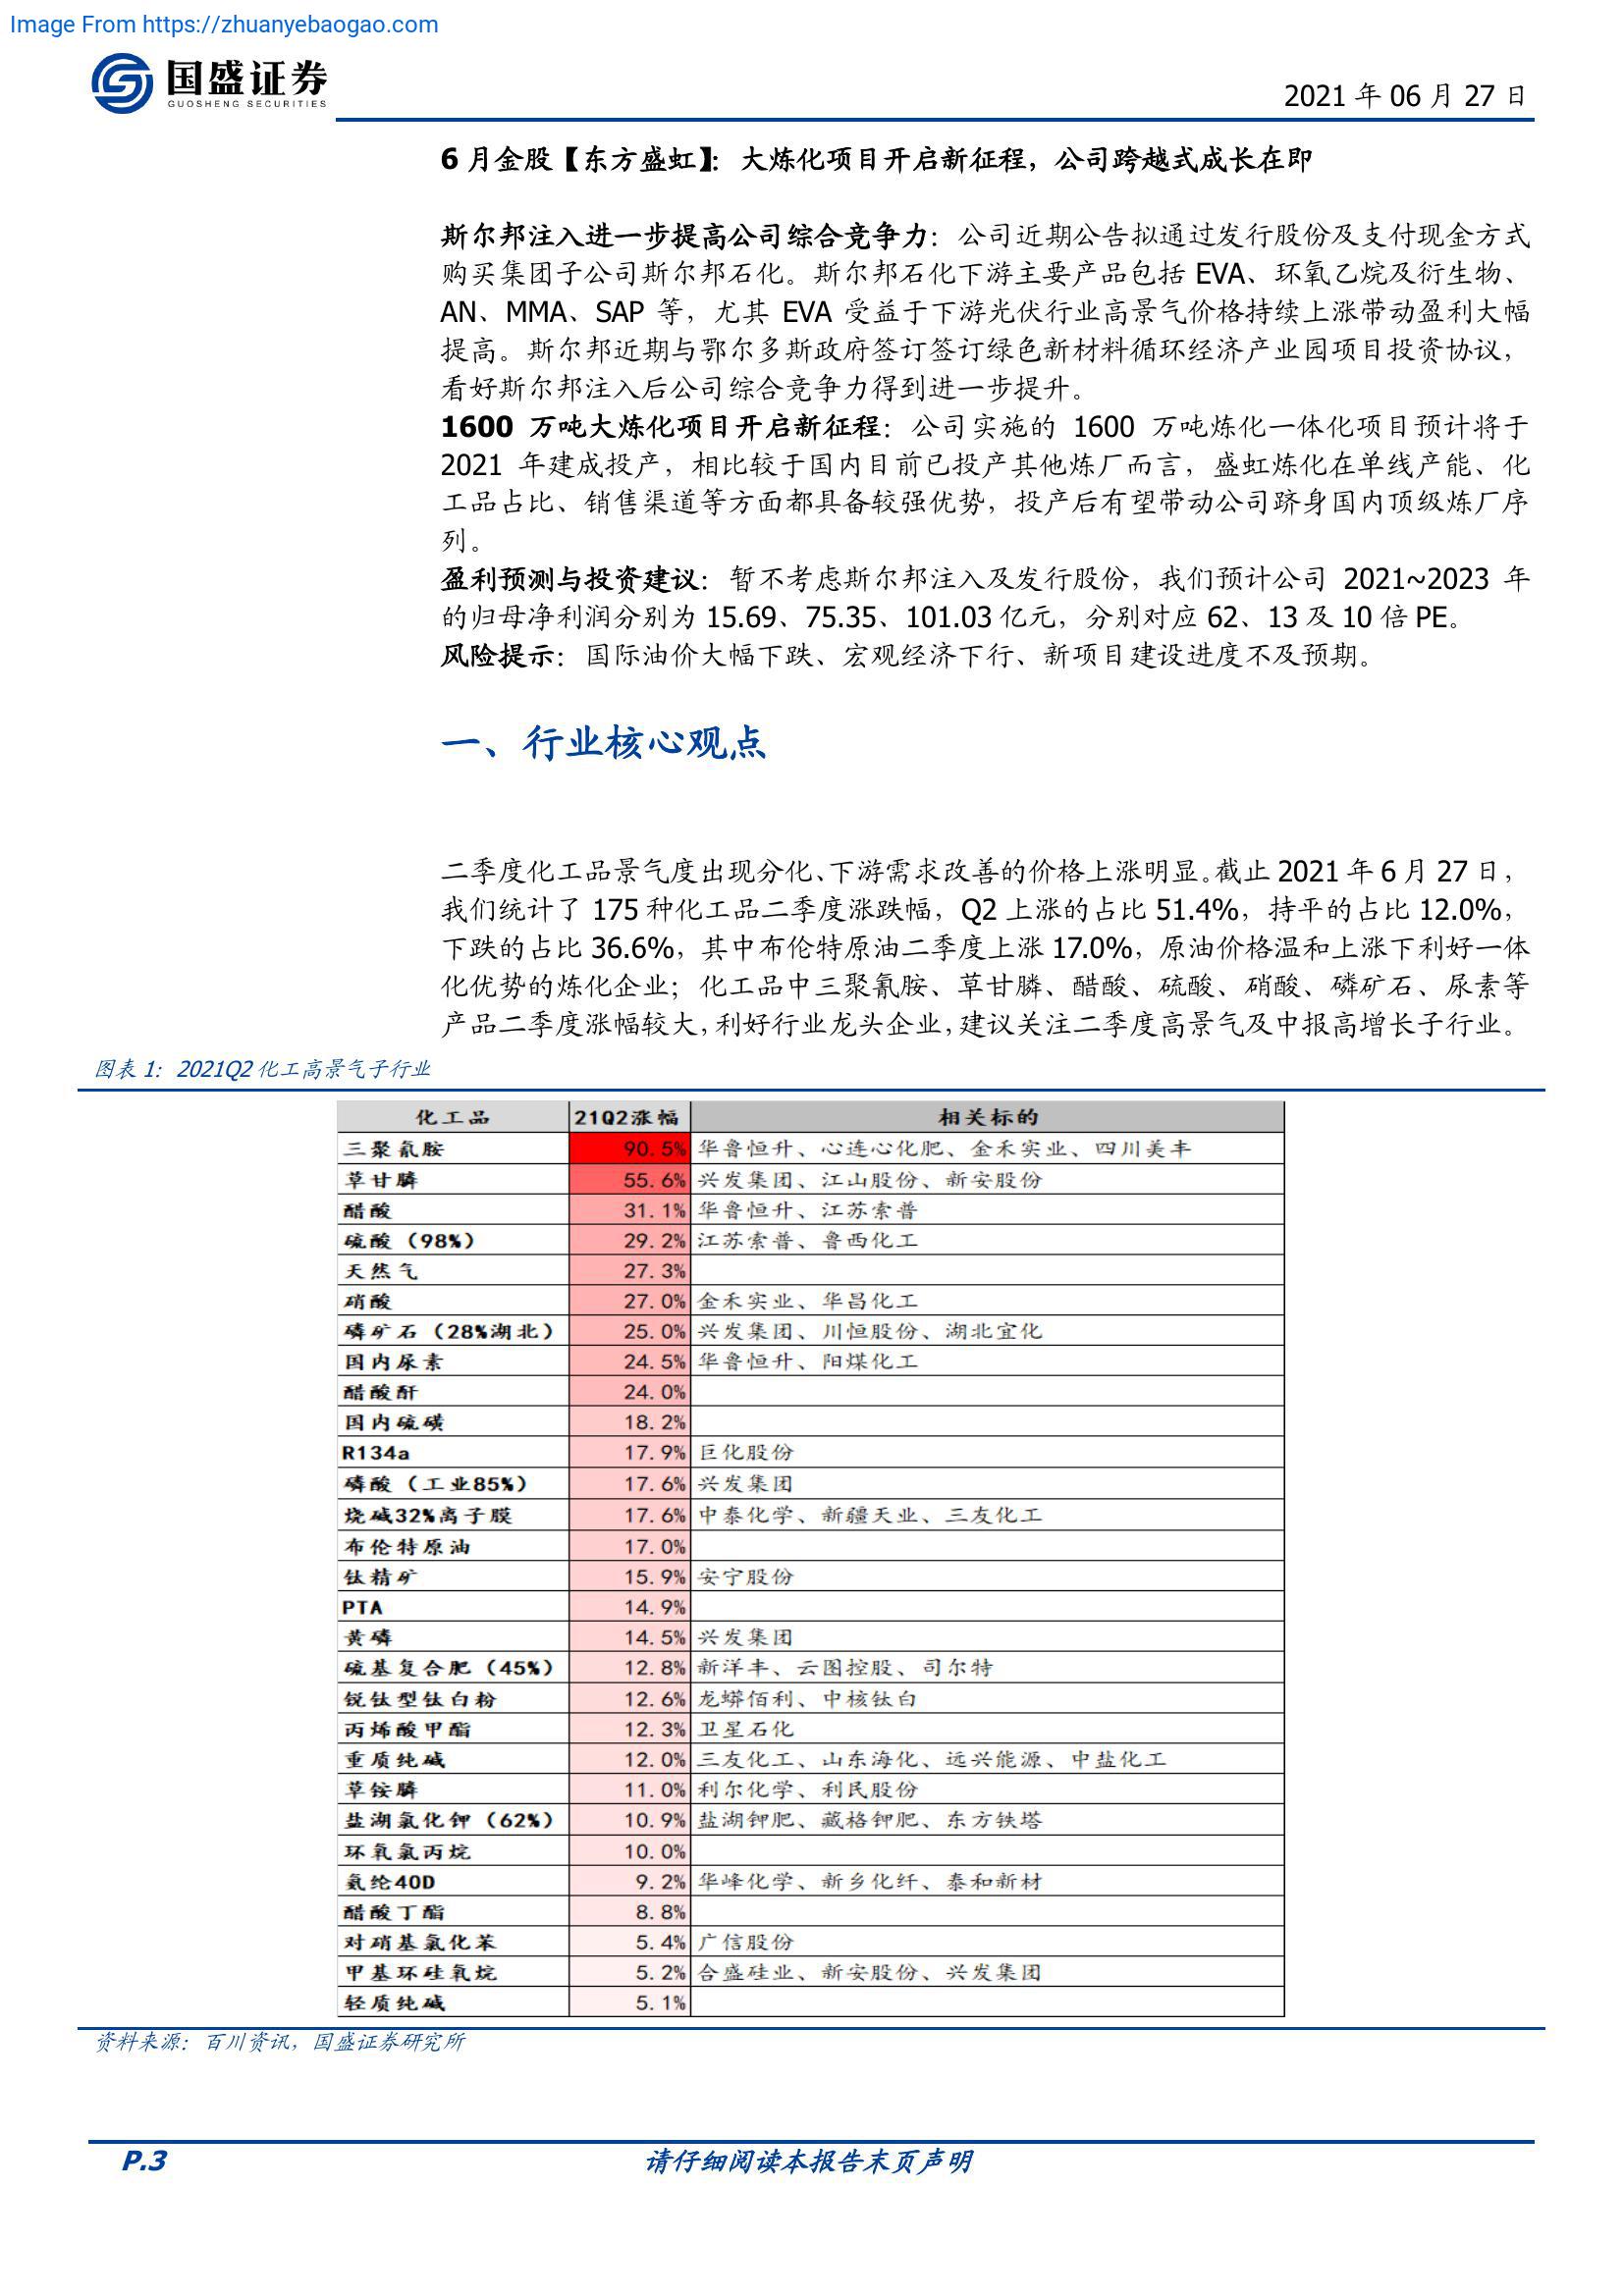 Image From https://zhuanyebaogao.com
国盛证券
GUOSHENG SECURITIES
2021 年 06 月 27 日
6 月金股【东方盛虹】：大炼化项目开启新征程，公司跨越式成长在即
斯尔邦注入进一步提高公司综合竞争力：公司近期公告拟通过发行股份及支付现金方式
购买集团子公司斯尔邦石化。斯尔邦石化下游主要产品包括 EVA、环氧乙烷及衍生物、
AN、MMA、SAP 等，尤其 EVA 受益于下游光伏行业高景气价格持续上涨带动盈利大幅
提高。斯尔邦近期与鄂尔多斯政府签订签订绿色新材料循环经济产业园项目投资协议，
看好斯尔邦注入后公司综合竞争力得到进一步提升。
1600 万吨大炼化项目开启新征程：公司实施的 1600 万吨炼化一体化项目预计将于
2021 年建成投产，相比较于国内目前已投产其他炼厂而言，盛虹炼化在单线产能、化
工品占比、销售渠道等方面都具备较强优势，投产后有望带动公司跻身国内顶级炼厂序
列。
盈利预测与投资建议：暂不考虑斯尔邦注入及发行股份，我们预计公司 2021~2023 年
的归母净利润分别为 15.69、75.35、101.03 亿元，分别对应 62、13 及 10 倍 PE。
风险提示：国际油价大幅下跌、宏观经济下行、新项目建设进度不及预期。
一、行业核心观点
二季度化工品景气度出现分化、下游需求改善的价格上涨明显。截止 2021 年 6 月 27 日，
我们统计了 175 种化工品二季度涨跌幅，Q2 上涨的占比 51.4%，持平的占比 12.0%，
下跌的占比 36.6%，其中布伦特原油二季度上涨 17.0%，原油价格温和上涨下利好一体
化优势的炼化企业；化工品中三聚氰胺、草甘膦、醋酸、硫酸、硝酸、磷矿石、尿素等
产品二季度涨幅较大，利好行业龙头企业，建议关注二季度高景气及中报高增长子行业。
图表 1：2021Q2 化工高景气子行业
化工品 21Q2涨幅 相关标的
三聚氰胺 90.5% 华鲁恒升、心连心化肥、金禾实业、四川美丰
草甘膦 55.6% 兴发集团、江山股份、新安股份
醋酸 31.1% 华鲁恒升、江苏索普
硫酸（98%） 29.2% 江苏索普、鲁西化工
天然气 27.3%
硝酸 27.0% 金禾实业、华昌化工
磷矿石（28%湖北） 25.0% 兴发集团、川恒股份、湖北宜化
国内尿素 24.5% 华鲁恒升、阳煤化工
醋酸酐 24.0%
国内硫磺 18.2%
R134a 17.9% 巨化股份
磷酸（工业85%） 17.6% 兴发集团
烧碱32%离子膜 17.6% 中泰化学、新疆天业、三友化工
布伦特原油 17.0%
钛精矿 15.9% 安宁股份
PTA 14.9%
黄磷 14.5% 兴发集团
硫基复合肥（45%） 12.8% 新洋丰、云图控股、司尔特
锐钛型钛白粉 12.6% 龙蟒佰利、中核钛白
丙烯酸甲酯 12.3% 卫星石化
重质纯碱 12.0% 三友化工、山东海化、远兴能源、中盐化工
草铵膦 11.0% 利尔化学、利民股份
盐湖氯化钾（62%） 10.9% 盐湖钾肥、藏格钾肥、东方铁塔
环氧氯丙烷 10.0%
氨纶40D 9.2% 华峰化学、新乡化纤、泰和新材
醋酸丁酯 8.8%
对硝基氯化苯 5.4% 广信股份
甲基环硅氧烷 5.2% 合盛硅业、新安股份、兴发集团
轻质纯碱 5.1%
资料来源：百川资讯，国盛证券研究所
P.3
请仔细阅读本报告末页声明